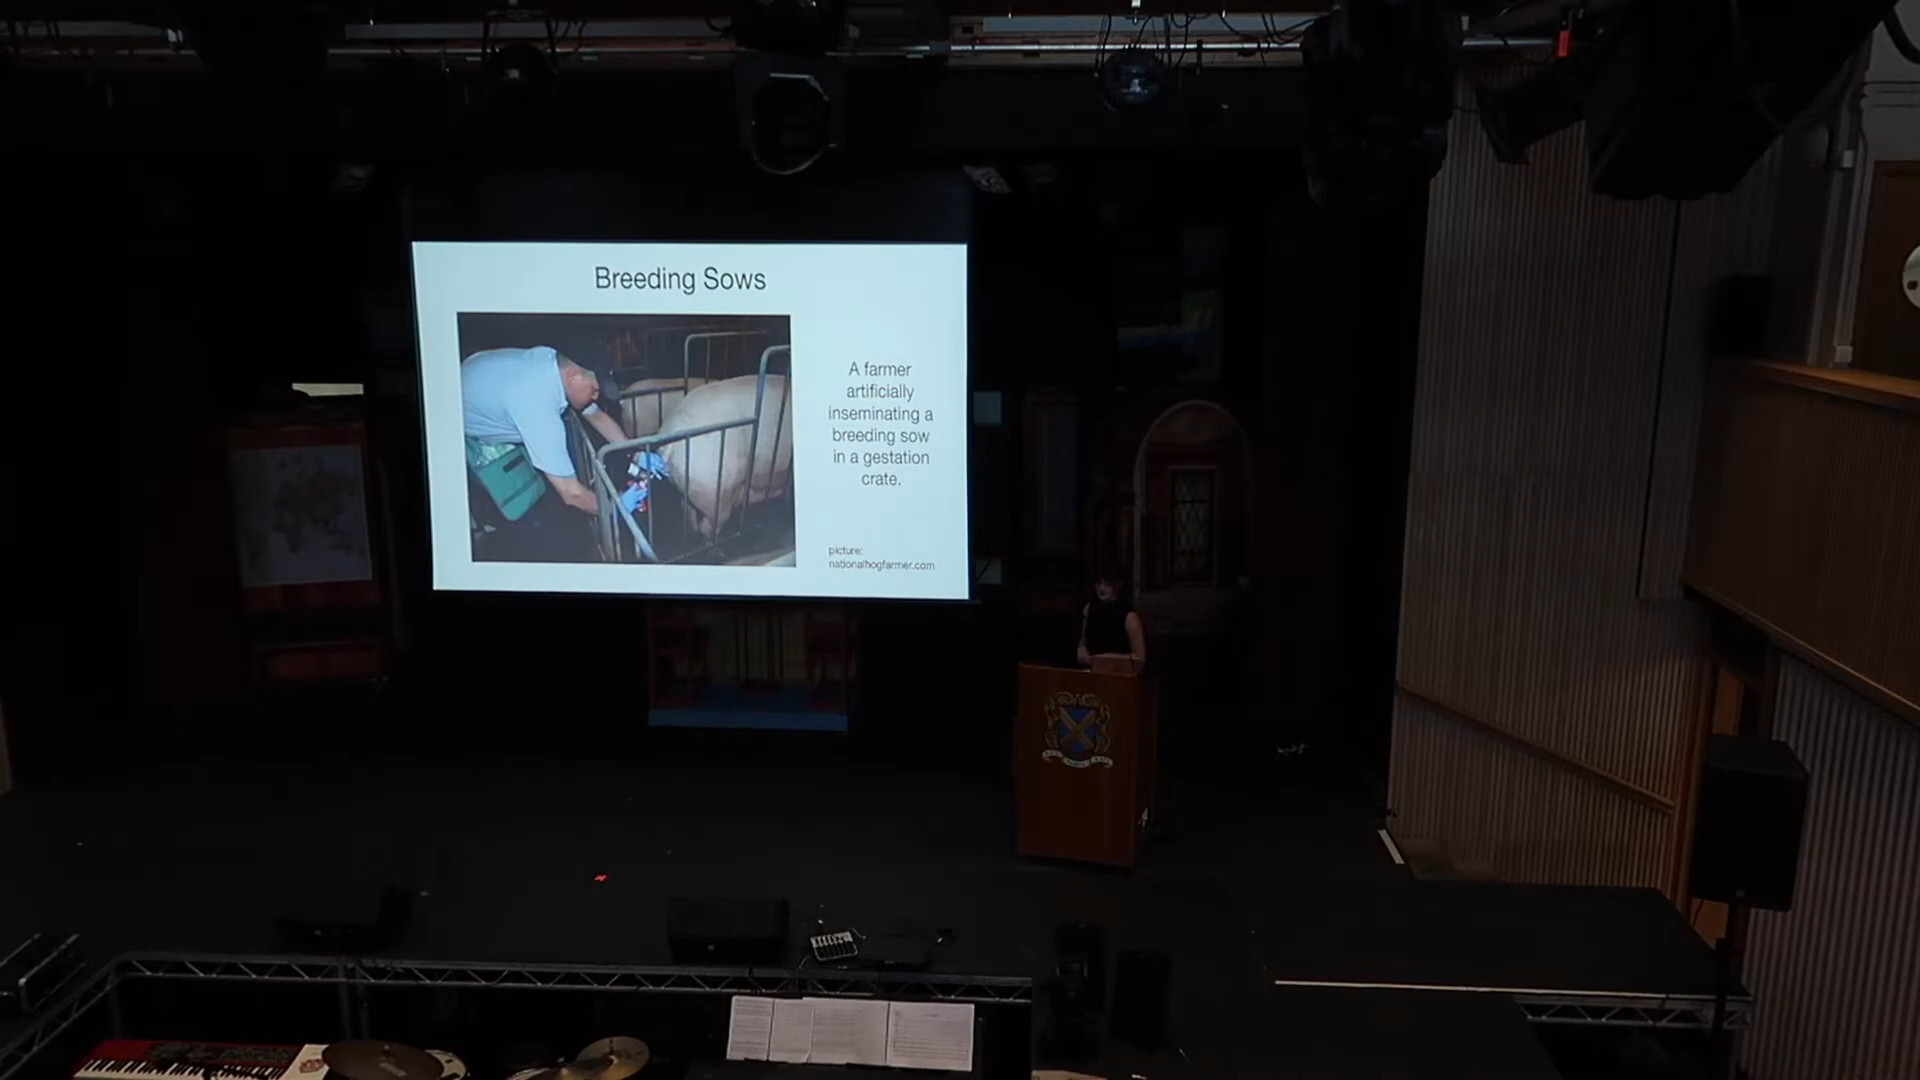 Breeding Sows
A farmer
artificially
inseminating a
breeding sow
in a gestation
crate.
picture:
nationalhogfarmer.com